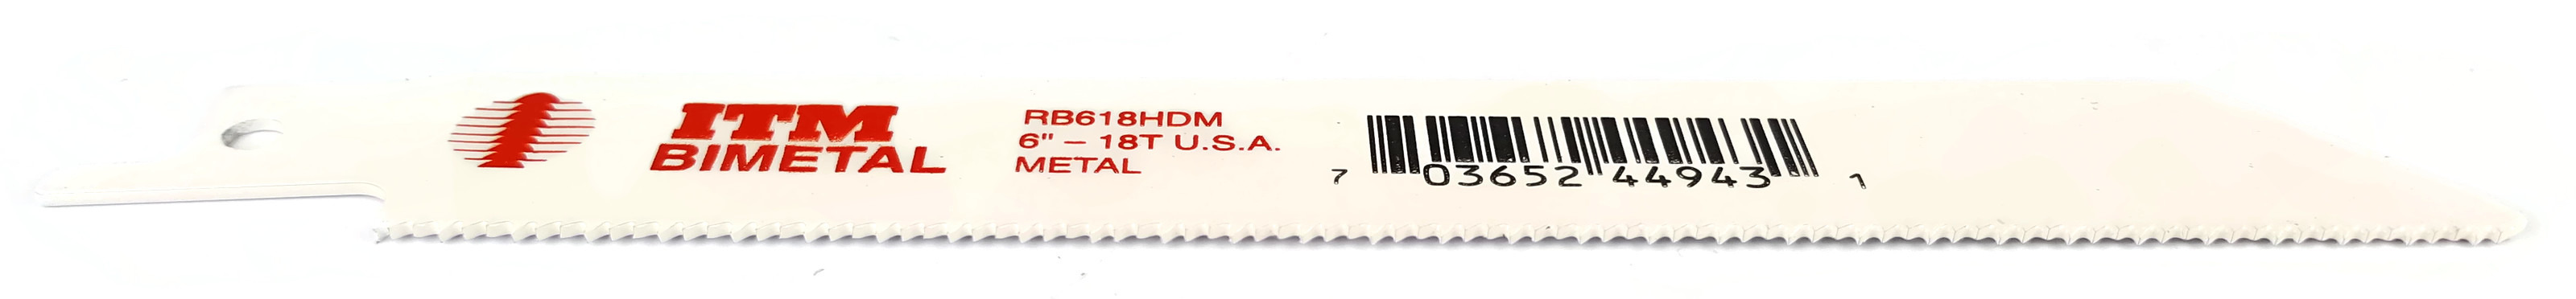 ITM
BIMETAL
RB618HDM
6" – 18T U.S.A.
METAL
7 03652 44943 1